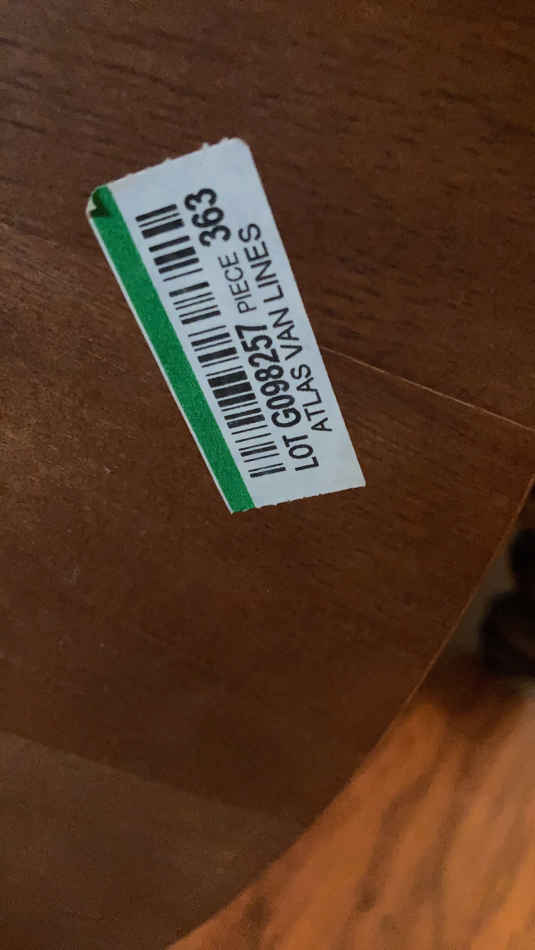 LOT G098257 PIECE 363
ATLAS VAN LINES